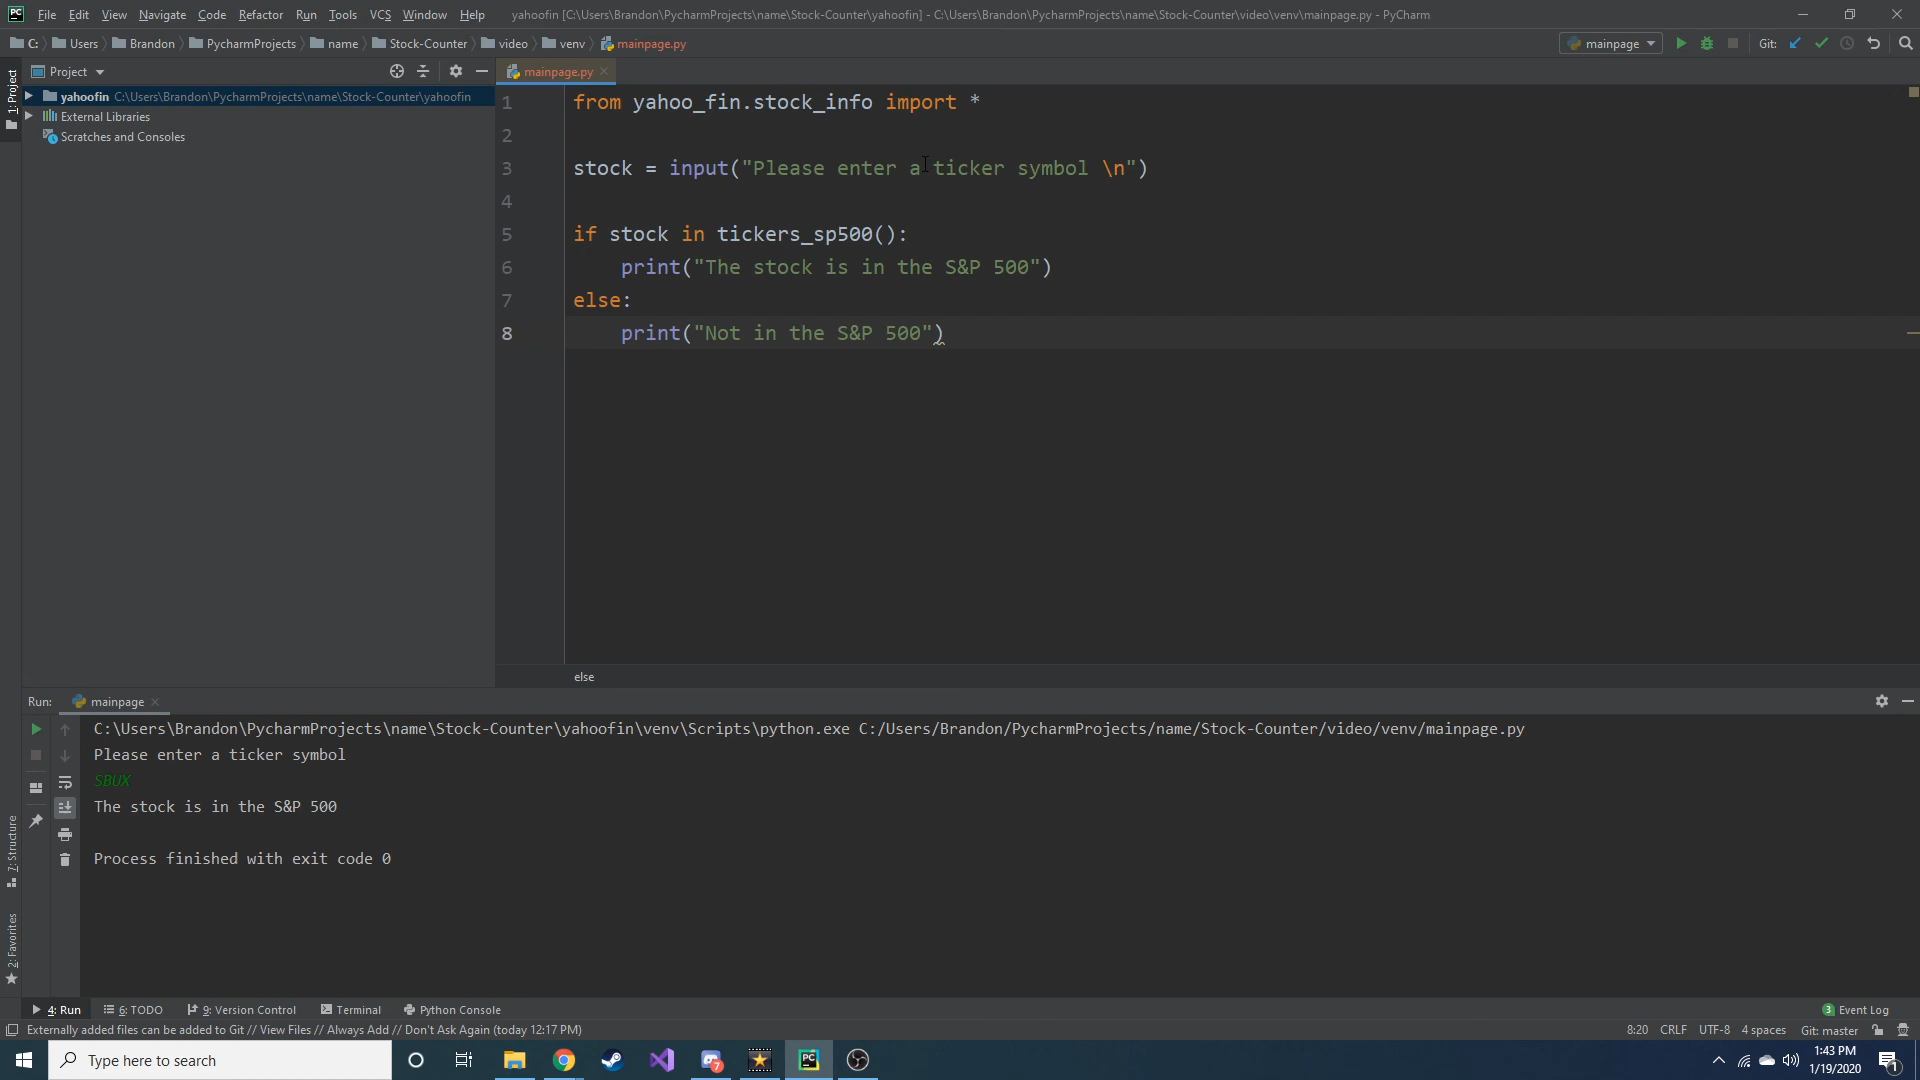 PC File Edit View Navigate Code Refactor Run Tools VCS Window Help yahoofin [C:\Users\Brandon\PycharmProjects\name\Stock-Counter\yahoofin] - C:\Users\Brandon\PycharmProjects\name\Stock-Counter\video\venv\mainpage.py - PyCharm
C: Users Brandon PycharmProjects name Stock-Counter video venv mainpage.py mainpage Git:
1: Project
Project
mainpage.py
yahoofin C:\Users\Brandon\PycharmProjects\name\Stock-Counter\yahoofin
External Libraries
Scratches and Consoles
1 from yahoo_fin.stock_info import *
2
3 stock = input("Please enter a ticker symbol \n")
4
5 if stock in tickers_sp500():
6 print("The stock is in the S&P 500")
7 else:
8 print("Not in the S&P 500")
else
Run: mainpage
C:\Users\Brandon\PycharmProjects\name\Stock-Counter\yahoofin\venv\Scripts\python.exe C:/Users/Brandon/PycharmProjects/name/Stock-Counter/video/venv/mainpage.py
Please enter a ticker symbol
SBUX
The stock is in the S&P 500
Process finished with exit code 0
7: Structure
2: Favorites
4: Run 6: TODO 9: Version Control Terminal Python Console 3 Event Log
Externally added files can be added to Git // View Files // Always Add // Don't Ask Again (today 12:17 PM) 8:20 CRLF UTF-8 4 spaces Git: master
Type here to search 7 PC 1:43 PM
1/19/2020 1